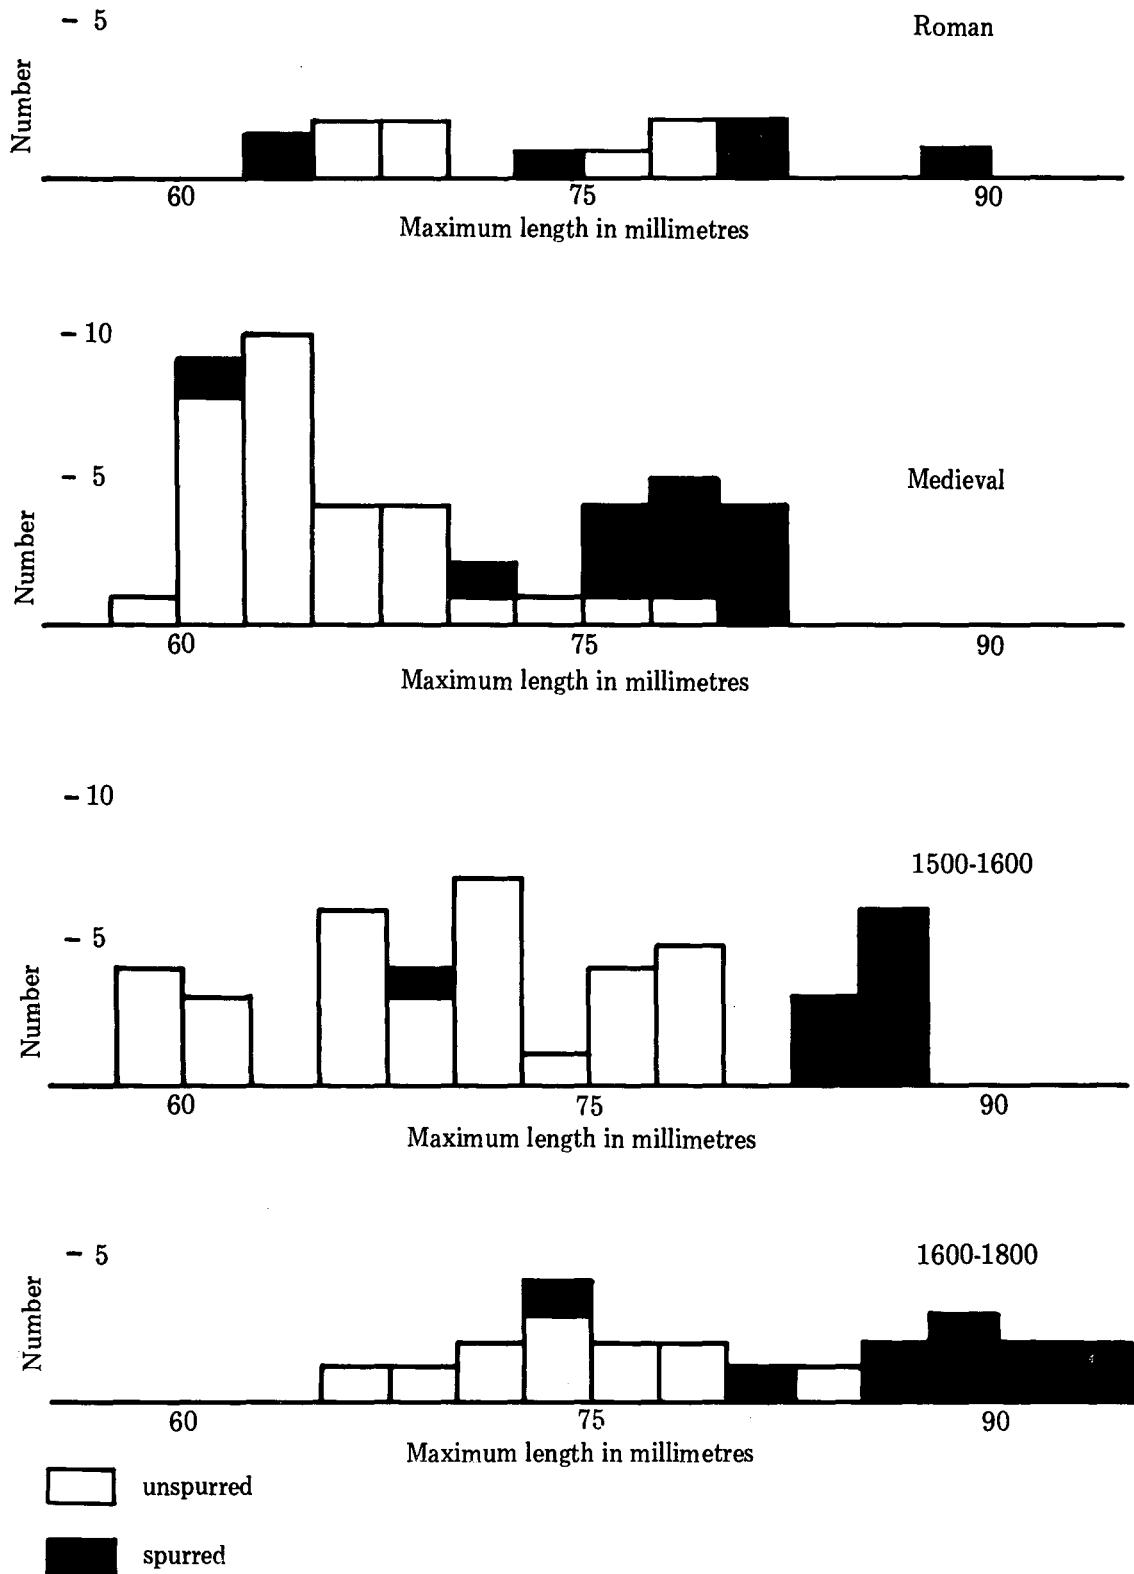 - 5
Roman
Number
60 75 90
Maximum length in millimetres
- 10
- 5
Medieval
Number
60 75 90
Maximum length in millimetres
- 10
1500-1600
- 5
Number
60 75 90
Maximum length in millimetres
- 5
1600-1800
Number
60 75 90
Maximum length in millimetres
unspurred
spurred